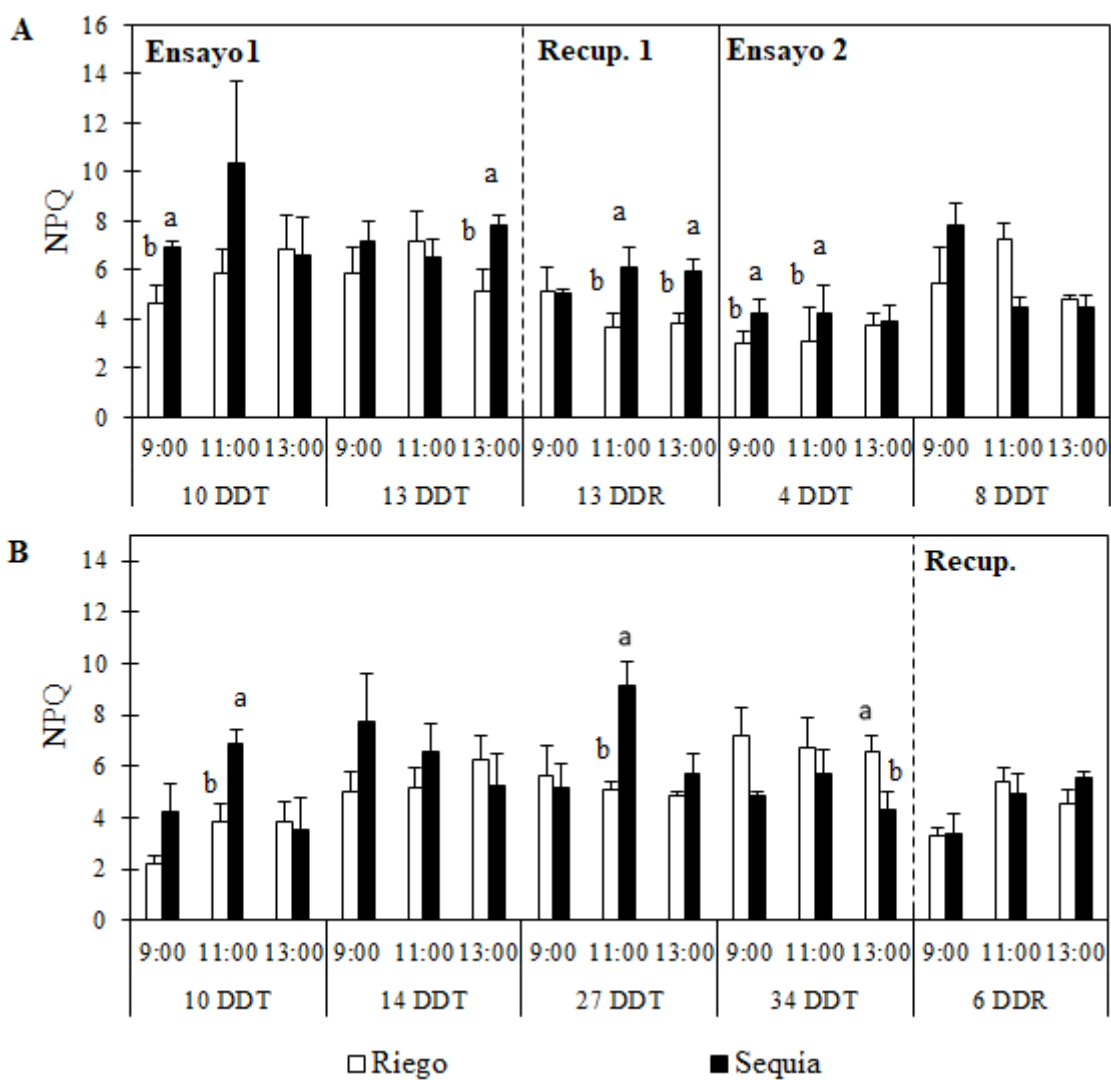 A
16
Ensayo1
Recup. 1
Ensayo 2
14
12
10
8
6
4
2
0
NPQ
b a
b a
b a
b a
b a
b a
9:00 11:00 13:00 9:00 11:00 13:00 9:00 11:00 13:00 9:00 11:00 13:00 9:00 11:00 13:00
10 DDT 13 DDT 13 DDR 4 DDT 8 DDT
B
Recup.
14
12
10
8
6
4
2
0
NPQ
b a
b a
a b
9:00 11:00 13:00 9:00 11:00 13:00 9:00 11:00 13:00 9:00 11:00 13:00 9:00 11:00 13:00
10 DDT 14 DDT 27 DDT 34 DDT 6 DDR
Riego Sequía